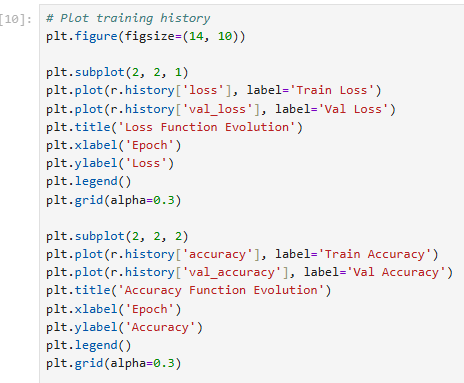 [10]:
# Plot training history
plt.figure(figsize=(14, 10))

plt.subplot(2, 2, 1)
plt.plot(r.history['loss'], label='Train Loss')
plt.plot(r.history['val_loss'], label='Val Loss')
plt.title('Loss Function Evolution')
plt.xlabel('Epoch')
plt.ylabel('Loss')
plt.legend()
plt.grid(alpha=0.3)

plt.subplot(2, 2, 2)
plt.plot(r.history['accuracy'], label='Train Accuracy')
plt.plot(r.history['val_accuracy'], label='Val Accuracy')
plt.title('Accuracy Function Evolution')
plt.xlabel('Epoch')
plt.ylabel('Accuracy')
plt.legend()
plt.grid(alpha=0.3)